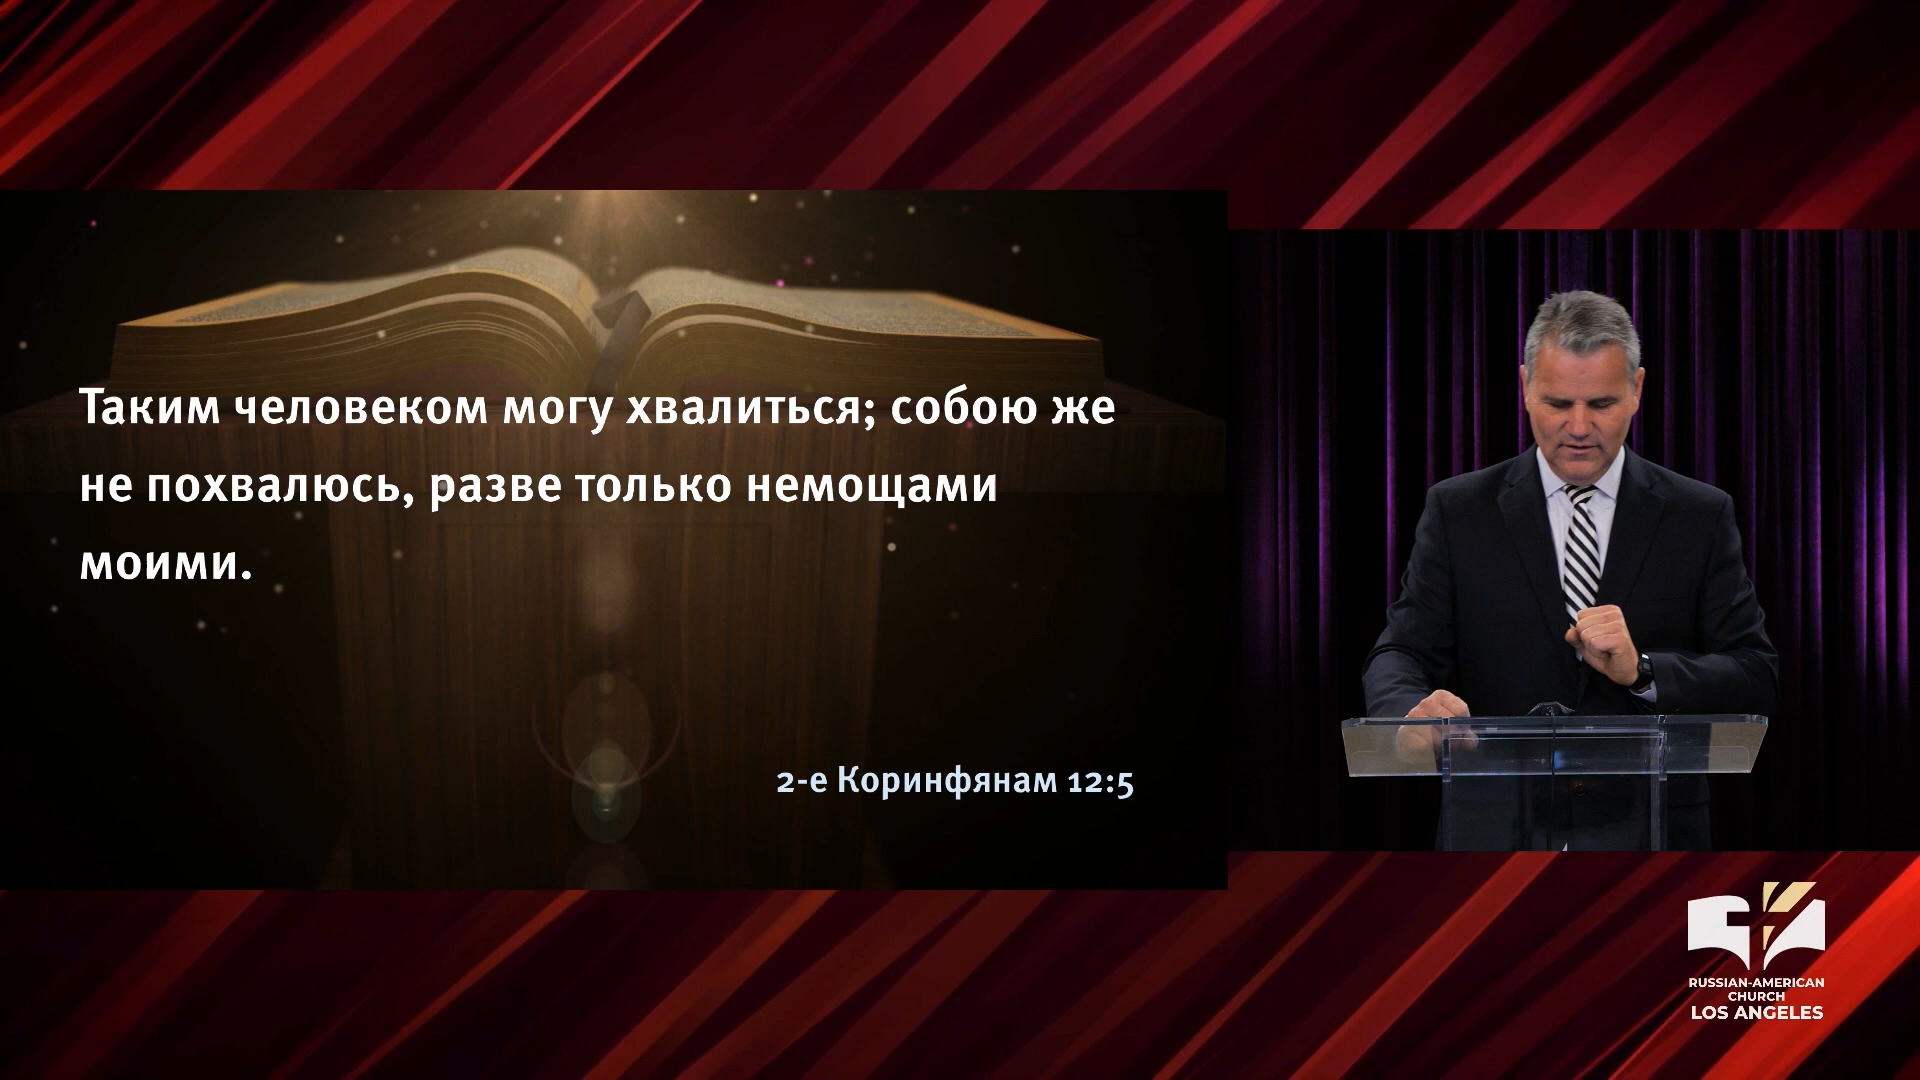 Таким человеком могу хвалиться; собою же
не похвалюсь, разве только немощами
моими.
2-е Коринфянам 12:5
RUSSIAN-AMERICAN
CHURCH
LOS ANGELES